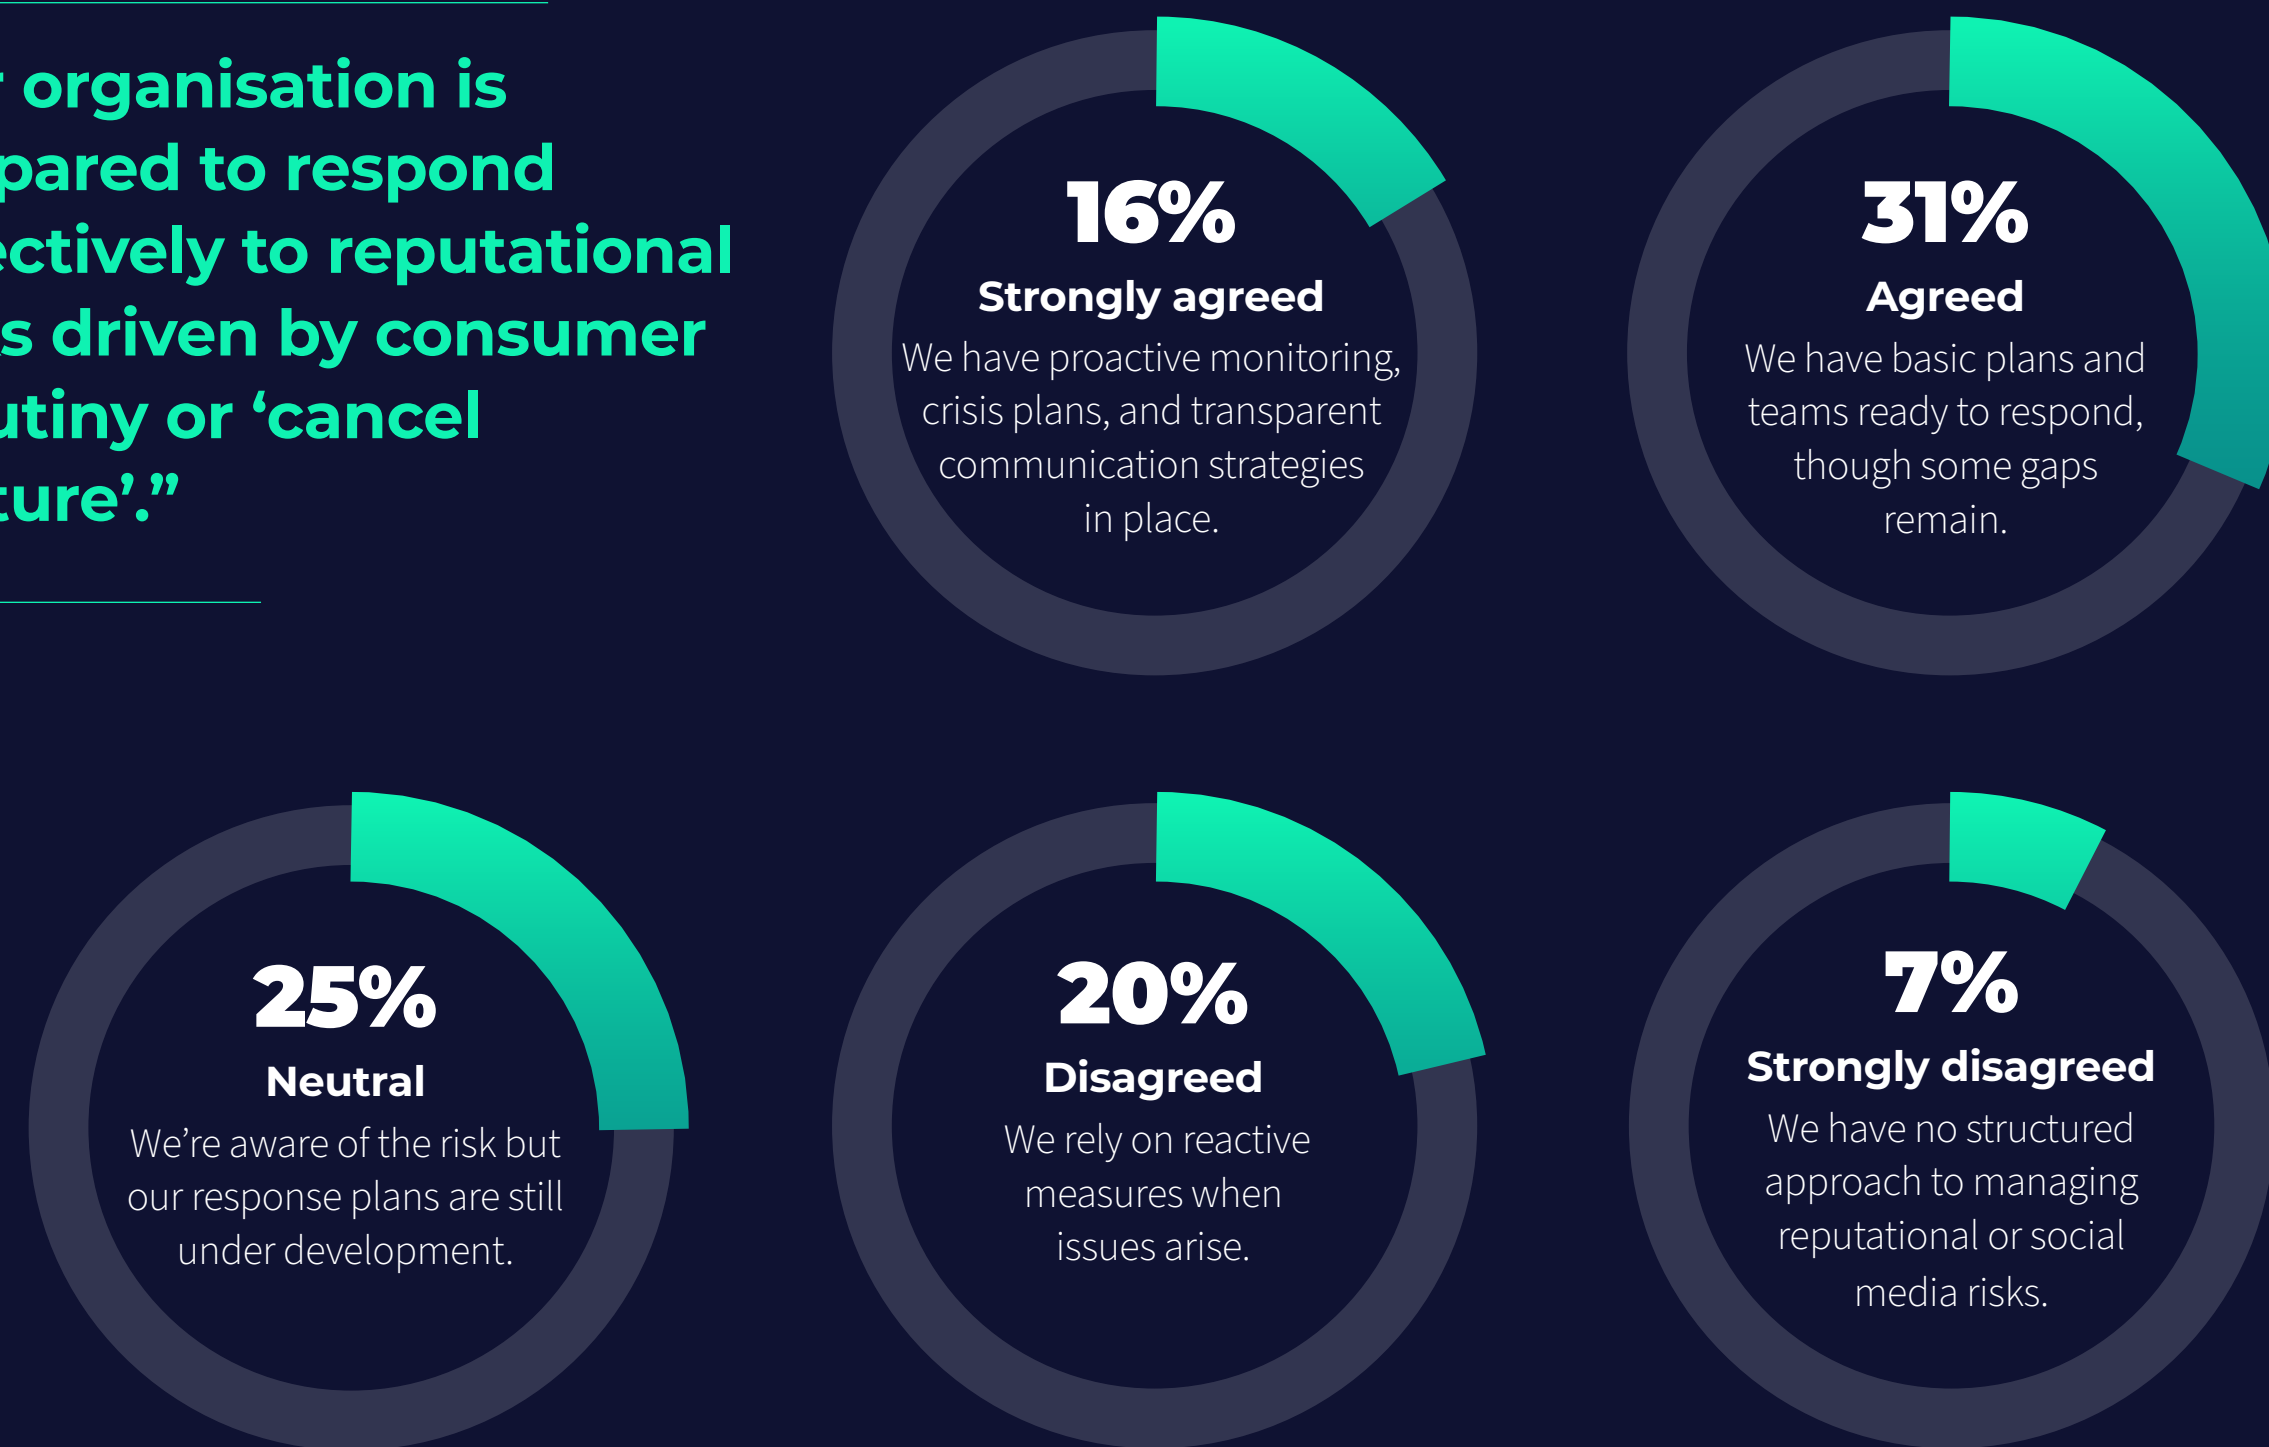 organisation is
pared to respond
ectively to reputational
s driven by consumer
utiny or ‘cancel
ture’.”
16%
Strongly agreed
We have proactive monitoring,
crisis plans, and transparent
communication strategies
in place.
31%
Agreed
We have basic plans and
teams ready to respond,
though some gaps
remain.
25%
Neutral
We’re aware of the risk but
our response plans are still
under development.
20%
Disagreed
We rely on reactive
measures when
issues arise.
7%
Strongly disagreed
We have no structured
approach to managing
reputational or social
media risks.